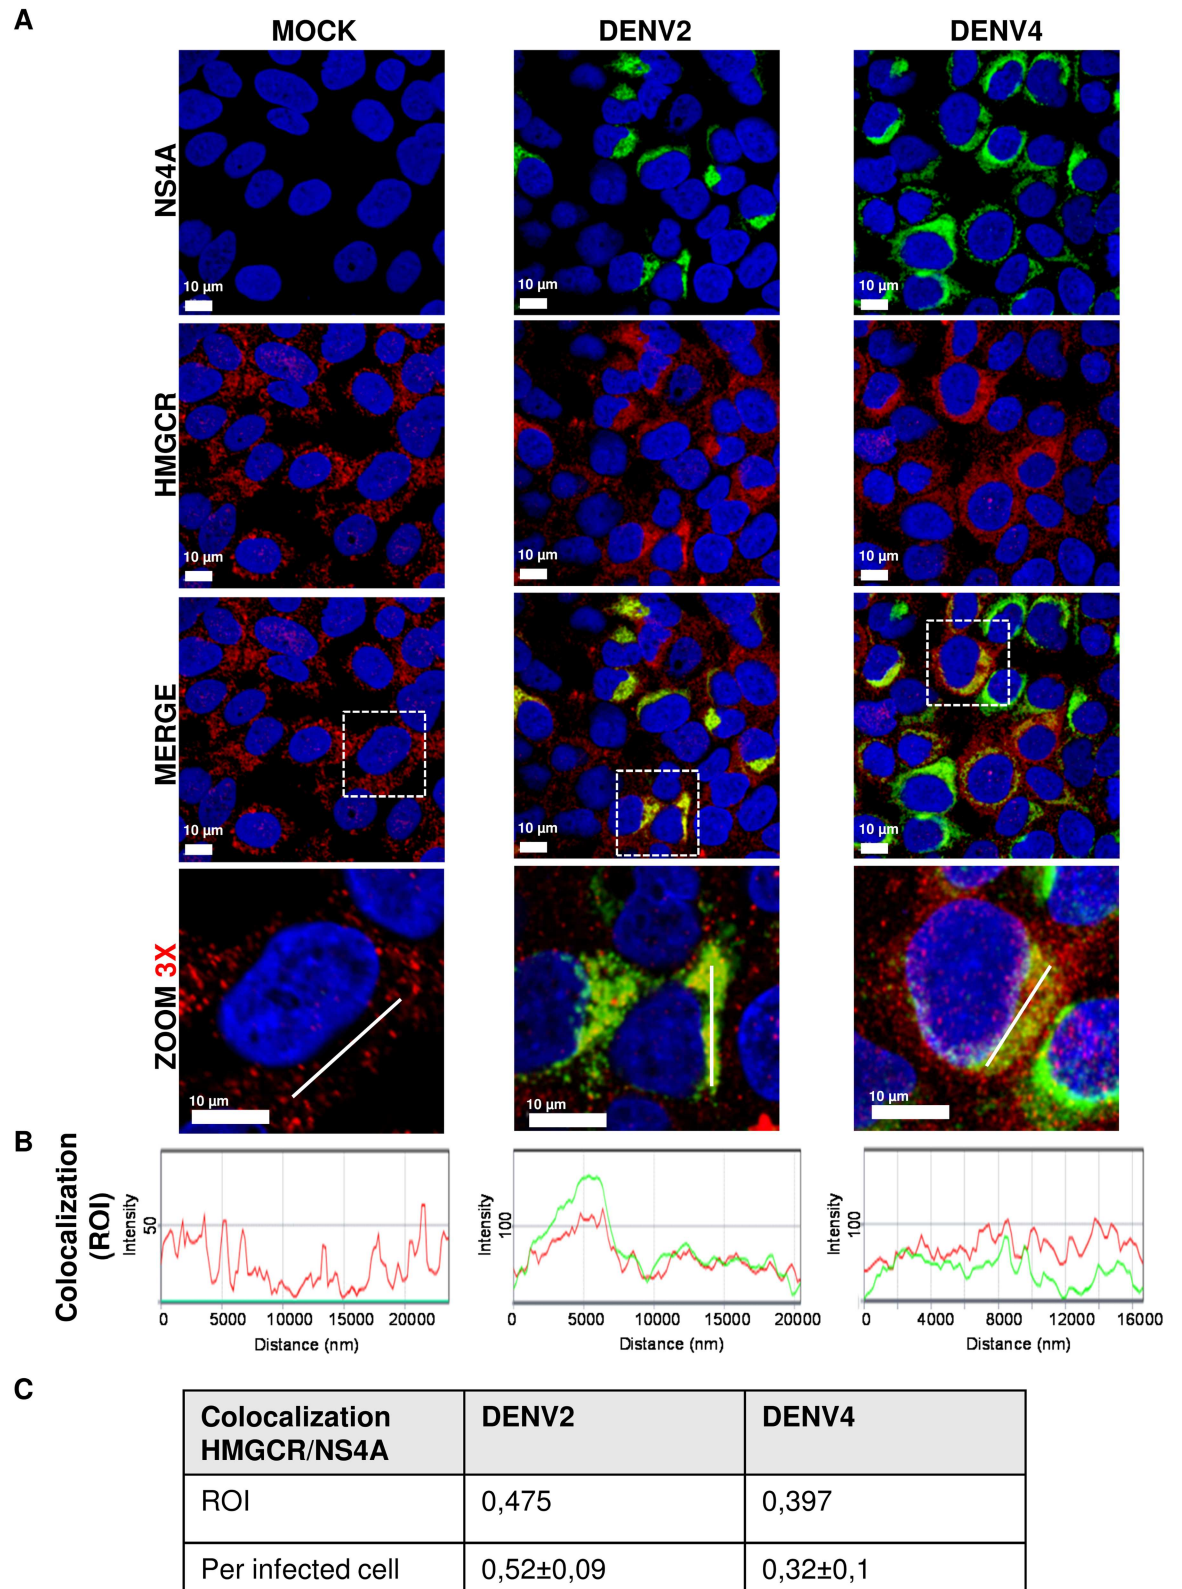 A
MOCK DENV2 DENV4
NS4A
10 µm 10 µm 10 µm
HMGCR
10 µm 10 µm 10 µm
MERGE
10 µm 10 µm 10 µm
ZOOM 3X
10 µm 10 µm 10 µm
B
Colocalization
(ROI)
Intensity
50
0 5000 10000 15000 20000
Distance (nm)
Intensity
100
0 5000 10000 15000 20000
Distance (nm)
Intensity
100
0 4000 8000 12000 16000
Distance (nm)
C
Colocalization
HMGCR/NS4A
DENV2 DENV4
ROI 0,475 0,397
Per infected cell 0,52±0,09 0,32±0,1